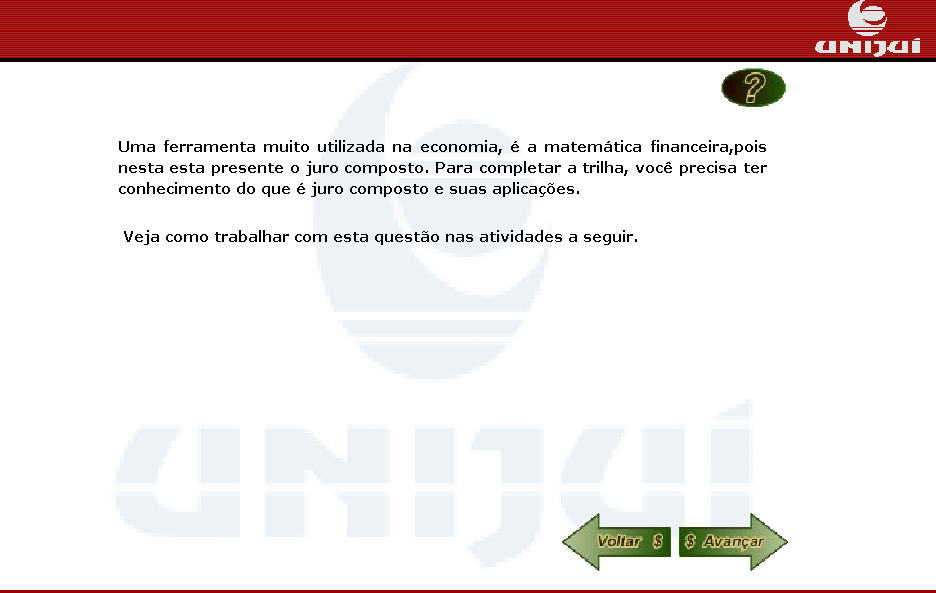 UNIJUÍ
?
Uma ferramenta muito utilizada na economia, é a matemática financeira,pois
nesta esta presente o juro composto. Para completar a trilha, você precisa ter
conhecimento do que é juro composto e suas aplicações.
Veja como trabalhar com esta questão nas atividades a seguir.
UNIJUÍ
Voltar $
$ Avançar